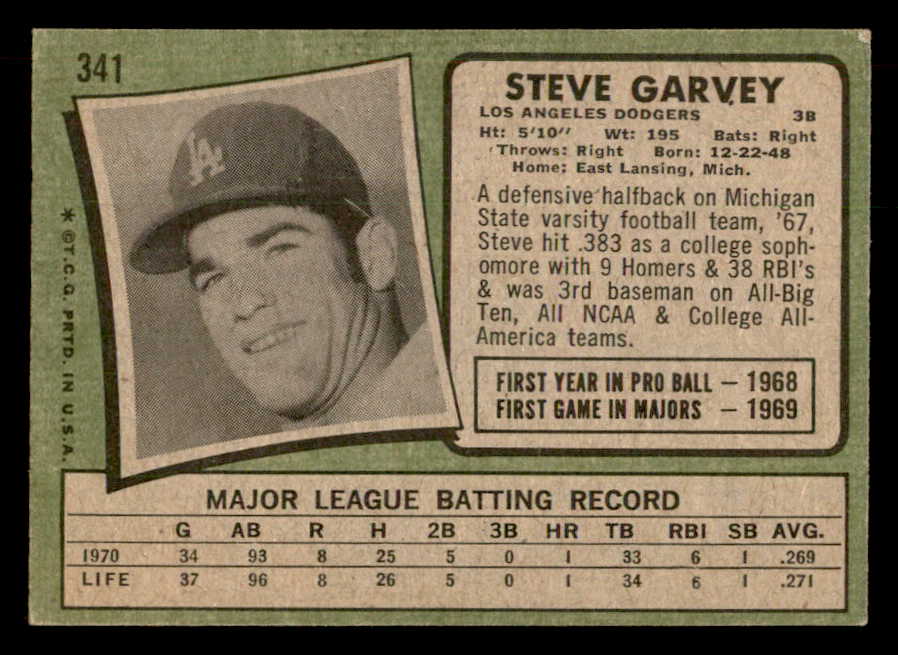 341
LA
* ©T.C.G. PRTD. IN U.S.A.
STEVE GARVEY
LOS ANGELES DODGERS 3B
Ht: 5'10" Wt: 195 Bats: Right
Throws: Right Born: 12-22-48
Home: East Lansing, Mich.
A defensive halfback on Michigan
State varsity football team, '67,
Steve hit .383 as a college soph-
omore with 9 Homers & 38 RBI's
& was 3rd baseman on All-Big
Ten, All NCAA & College All-
America teams.
FIRST YEAR IN PRO BALL — 1968
FIRST GAME IN MAJORS — 1969
MAJOR LEAGUE BATTING RECORD
G AB R H 2B 3B HR TB RBI SB AVG.
1970 34 93 8 25 5 0 1 33 6 1 .269
LIFE 37 96 8 26 5 0 1 34 6 1 .271